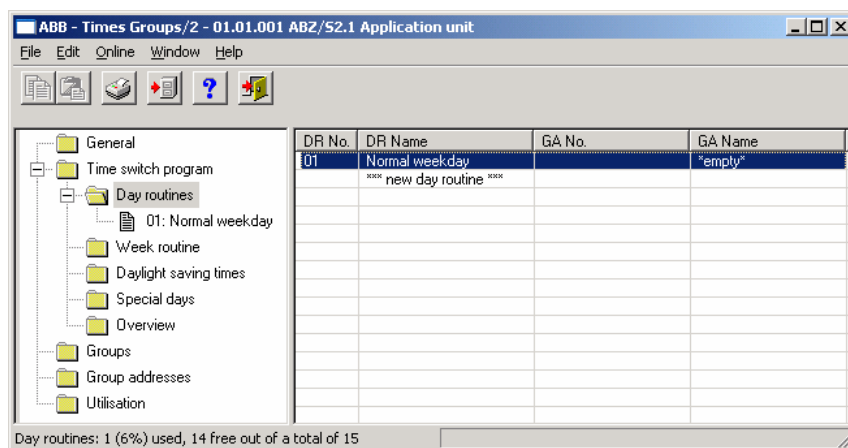 ABB - Times Groups/2 - 01.01.001 ABZ/S2.1 Application unit
File Edit Online Window Help
General
Time switch program
Day routines
01: Normal weekday
Week routine
Daylight saving times
Special days
Overview
Groups
Group addresses
Utilisation
DR No. DR Name GA No. GA Name
01 Normal weekday *empty*
*** new day routine ***
Day routines: 1 (6%) used, 14 free out of a total of 15